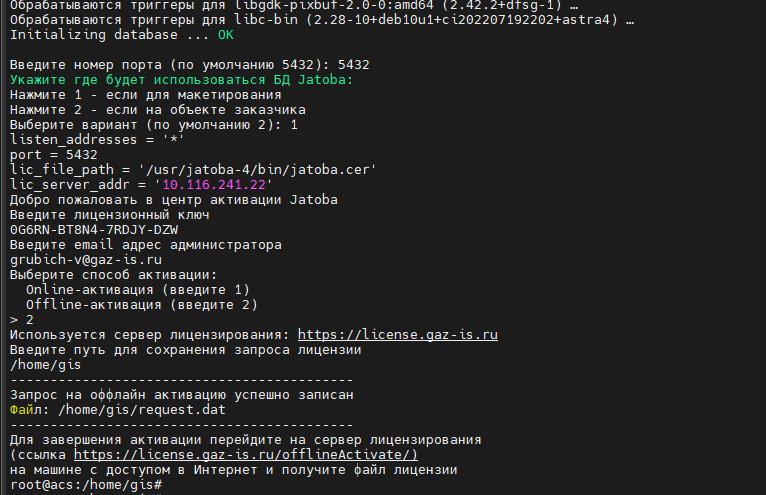 Обрабатываются триггеры для libgdk-pixbuf-2.0-0:amd64 (2.42.2+dfsg-1) …
Обрабатываются триггеры для libc-bin (2.28-10+deb10u1+ci202207192202+astra4) …
Initializing database ... OK
Введите номер порта (по умолчанию 5432): 5432
Укажите где будет использоваться БД Jatoba:
Нажмите 1 - если для макетирования
Нажмите 2 - если на объекте заказчика
Выберите вариант (по умолчанию 2): 1
listen_addresses = '*'
port = 5432
lic_file_path = '/usr/jatoba-4/bin/jatoba.cer'
lic_server_addr = '10.116.241.22'
Добро пожаловать в центр активации Jatoba
Введите лицензионный ключ
0G6RN-BT8N4-7RDJY-DZW
Введите email адрес администратора
grubich-v@gaz-is.ru
Выберите способ активации:
Online-активация (введите 1)
Offline-активация (введите 2)
> 2
Используется сервер лицензирования: https://license.gaz-is.ru
Введите путь для сохранения запроса лицензии
/home/gis
-------------------------------------------
Запрос на оффлайн активацию успешно записан
Файл: /home/gis/request.dat
-------------------------------------------
Для завершения активации перейдите на сервер лицензирования
(ссылка https://license.gaz-is.ru/offlineActivate/)
на машине с доступом в Интернет и получите файл лицензии
root@acs:/home/gis#